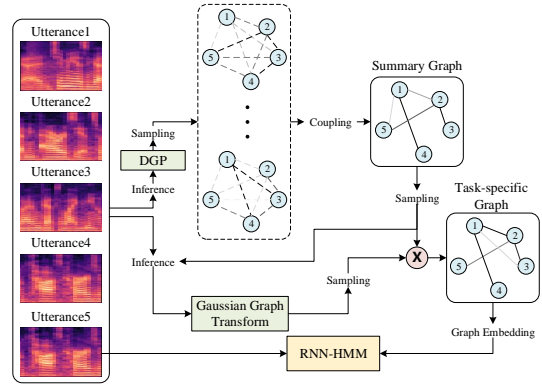 Utterance1
Utterance2
Utterance3
Utterance4
Utterance5
Sampling
DGP
Inference
1
2
5
3
4
1
2
5
3
4
Coupling
Summary Graph
1
2
5
3
4
Sampling
Task-specific
Graph
1
2
5
3
4
X
Inference
Gaussian Graph
Transform
Sampling
Graph Embedding
RNN-HMM